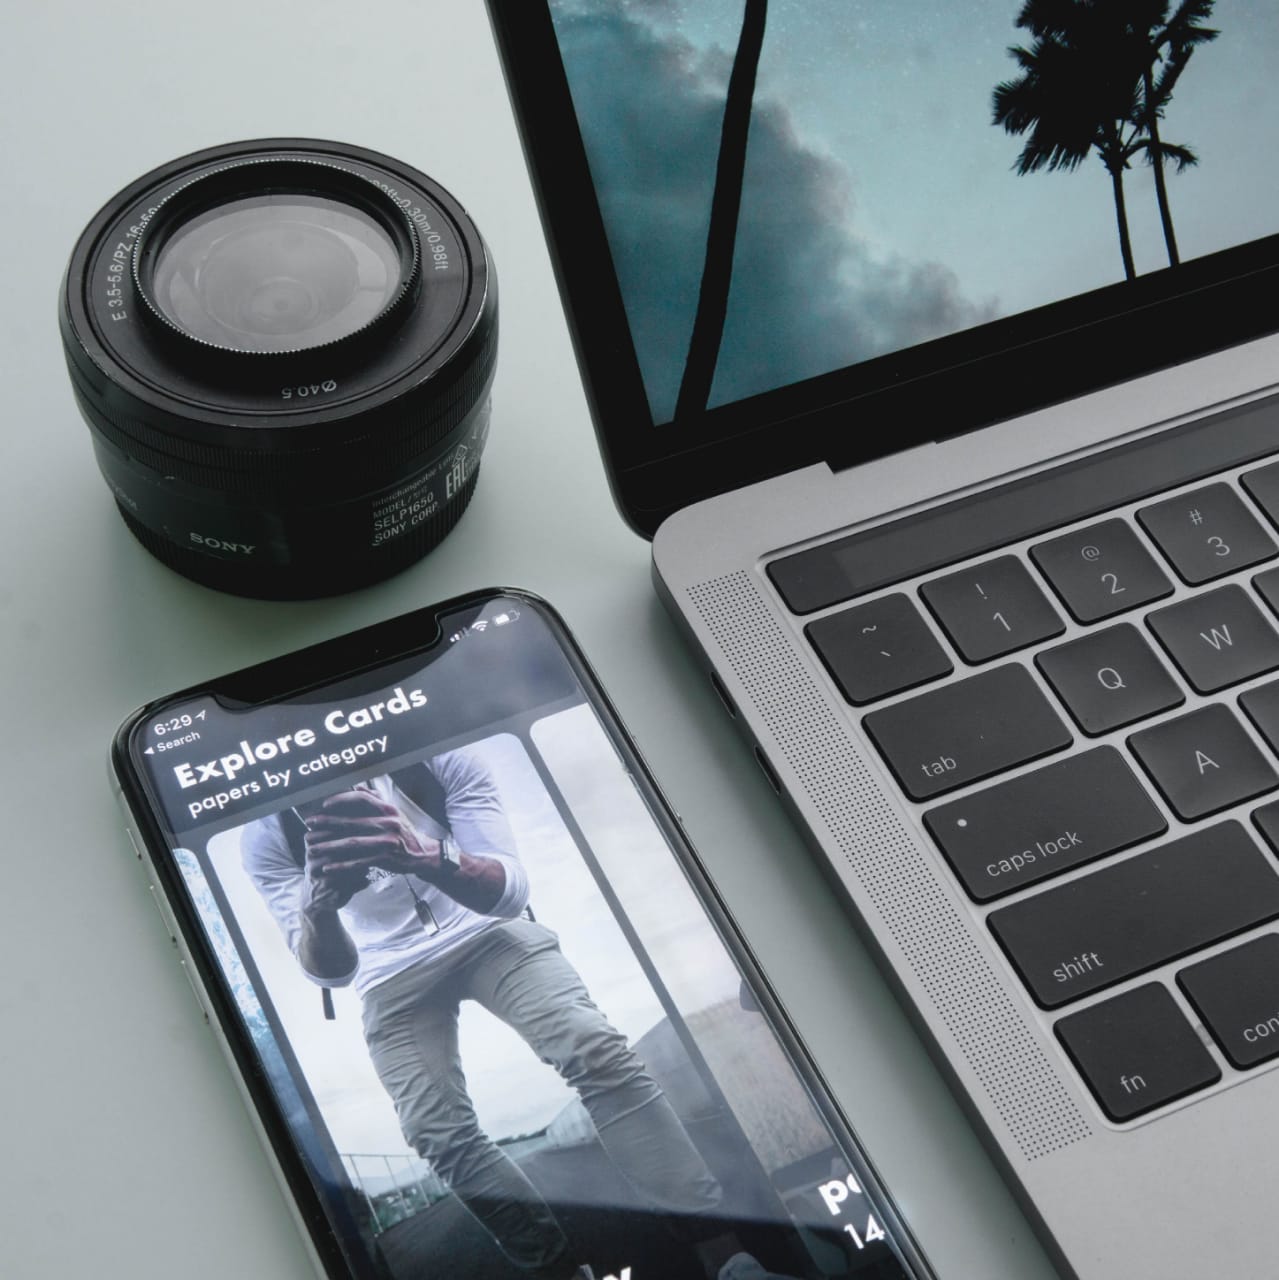 E 3.5-5.6/PZ 16-50
0.30m/0.98ft
Ø40.5
SONY
Interchangeable Lens
MODEL
SELP1650
SONY CORP.
EAC
6:29
Search
Explore Cards
papers by category
14
~
`
!
1
@
2
#
3
tab
Q
W
caps lock
A
shift
fn